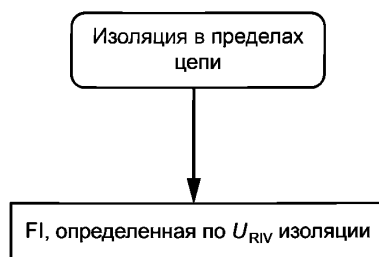 Изоляция в пределах
цепи
FI, определенная по U_RIV изоляции